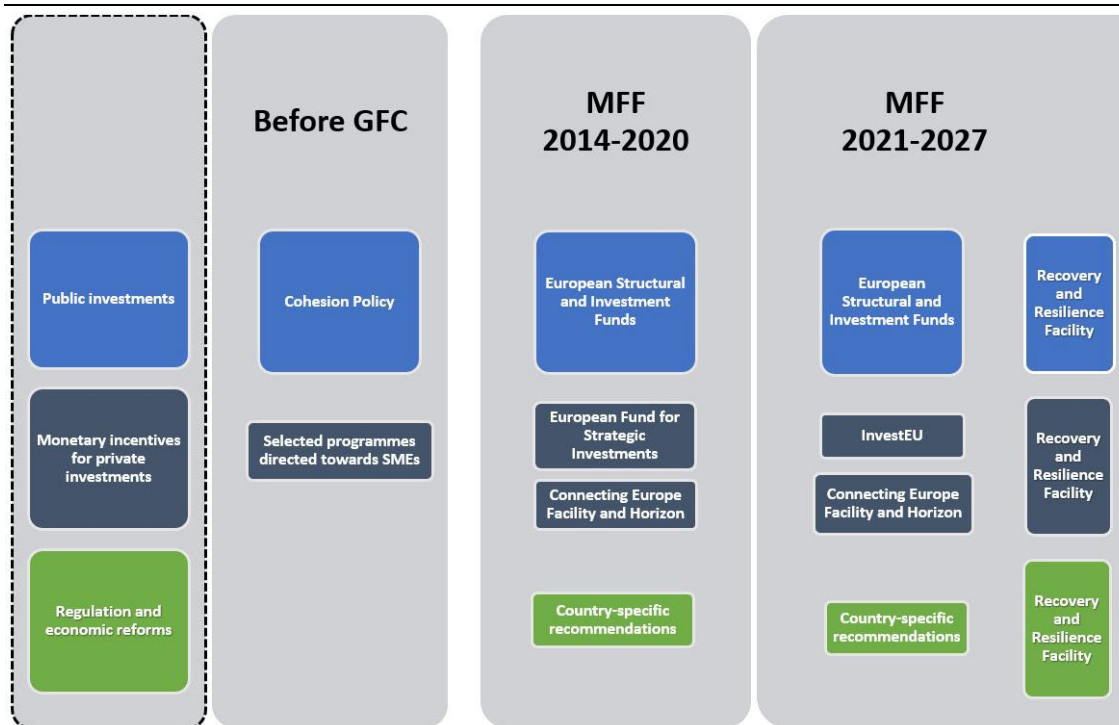 Before GFC
MFF
2014-2020
MFF
2021-2027
Public investments
Cohesion Policy
European Structural
and Investment
Funds
European
Structural and
Investment Funds
Recovery
and
Resilience
Facility
Monetary incentives
for private
investments
Selected programmes
directed towards SMEs
European Fund for
Strategic
Investments
Connecting Europe
Facility and Horizon
InvestEU
Connecting Europe
Facility and Horizon
Recovery
and
Resilience
Facility
Regulation and
economic reforms
Country-specific
recommendations
Country-specific
recommendations
Recovery
and
Resilience
Facility